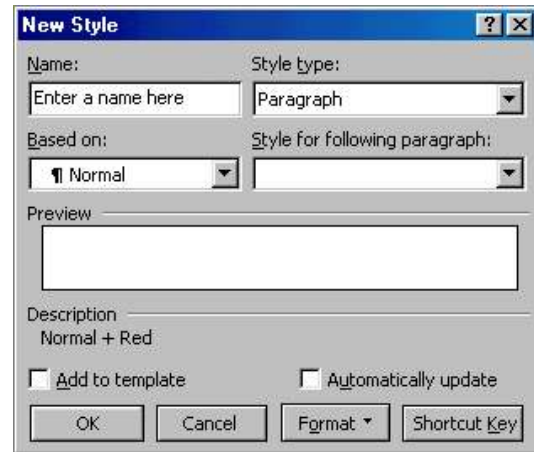 New Style
Name: Style type:
Enter a name here Paragraph
Based on: Style for following paragraph:
¶ Normal
Preview
Description
Normal + Red
Add to template Automatically update
OK Cancel Format Shortcut Key